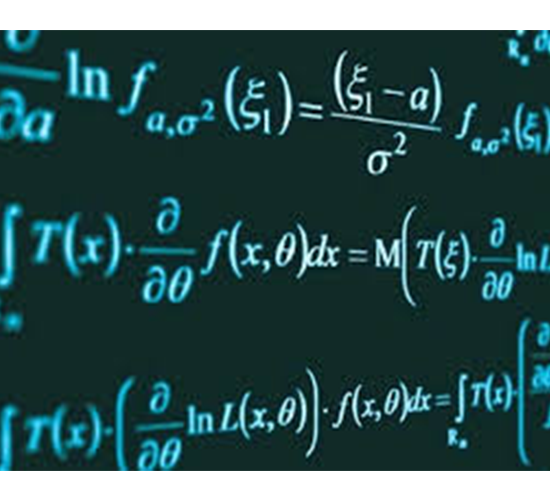 ∂/∂a ln f_{a,σ²}(ξ₁) = (ξ₁ − a)/σ² f_{a,σ²}(ξ₁)
∫ T(x) · ∂/∂θ f(x,θ)dx = M( T(ξ) · ∂/∂θ ln L
∫ T(x) · ( ∂/∂θ ln L(x,θ) ) · f(x,θ)dx = ∫_{Rₙ} T(x) · ( ∂/∂θ